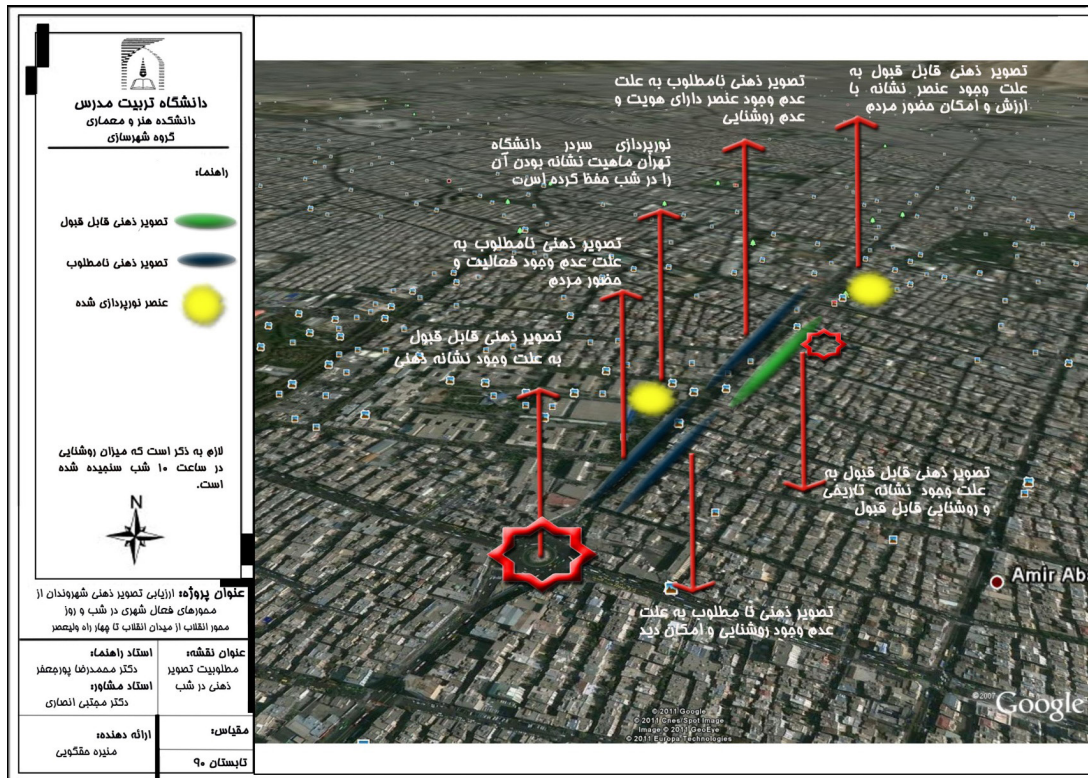 دانشگاه تربیت مدرس
دانشکده هنر و معماری
گروه شهرسازی
راهنما:
تصویر ذهنی قابل قبول
تصویر ذهنی نامطلوب
عنصر نورپردازی شده
لازم به ذکر است که میزان روشنایی
در ساعت ۱۰ شب سنجیده شده
است.
N
عنوان پروژه: ارزیابی تصویر ذهنی شهروندان از
محورهای فعال شهری در شب و روز
محور انقلاب از میدان انقلاب تا چهار راه ولیعصر
عنوان نقشه:
مطلوبیت تصویر
ذهنی در شب
استاد راهنما:
دکتر محمدرضا پورجعفر
استاد مشاور:
دکتر مجتبی انصاری
مقیاس:
ارائه دهنده:
منیره حقگویی
تابستان ۹۰
تصویر ذهنی قابل قبول به
علت وجود عنصر نشانه با
ارزش و امکان حضور مردم
تصویر ذهنی نامطلوب به علت
عدم وجود عنصر دارای هویت و
عدم روشنایی
نورپردازی سردر دانشگاه
تهران ماهیت نشانه بودن آن
را در شب حفظ کرده است
تصویر ذهنی نامطلوب به
علت عدم وجود فعالیت و
حضور مردم
تصویر ذهنی قابل قبول
به علت وجود نشانه ذهنی
تصویر ذهنی قابل قبول به
علت وجود نشانه تاریخی
و روشنایی قابل قبول
تصویر ذهنی نا مطلوب به علت
عدم وجود روشنایی و امکان دید
Amir Ab
©2007 Google
© 2011 Google
© 2011 Cnes/Spot Image
Image © 2011 GeoEye
© 2011 Europa Technologies